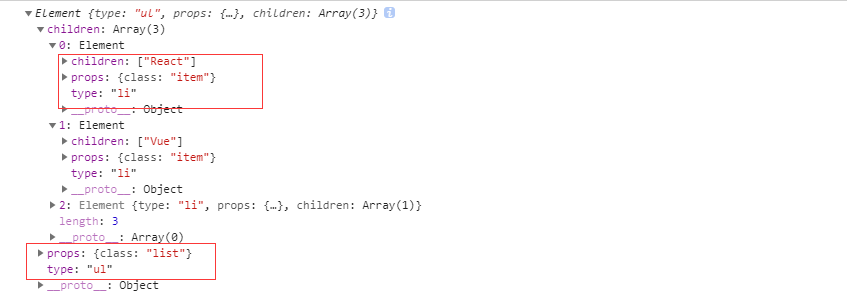 Element {type: "ul", props: {…}, children: Array(3)} i
children: Array(3)
0: Element
children: ["React"]
props: {class: "item"}
type: "li"
__proto__: Object
1: Element
children: ["Vue"]
props: {class: "item"}
type: "li"
__proto__: Object
2: Element {type: "li", props: {…}, children: Array(1)}
length: 3
__proto__: Array(0)
props: {class: "list"}
type: "ul"
__proto__: Object